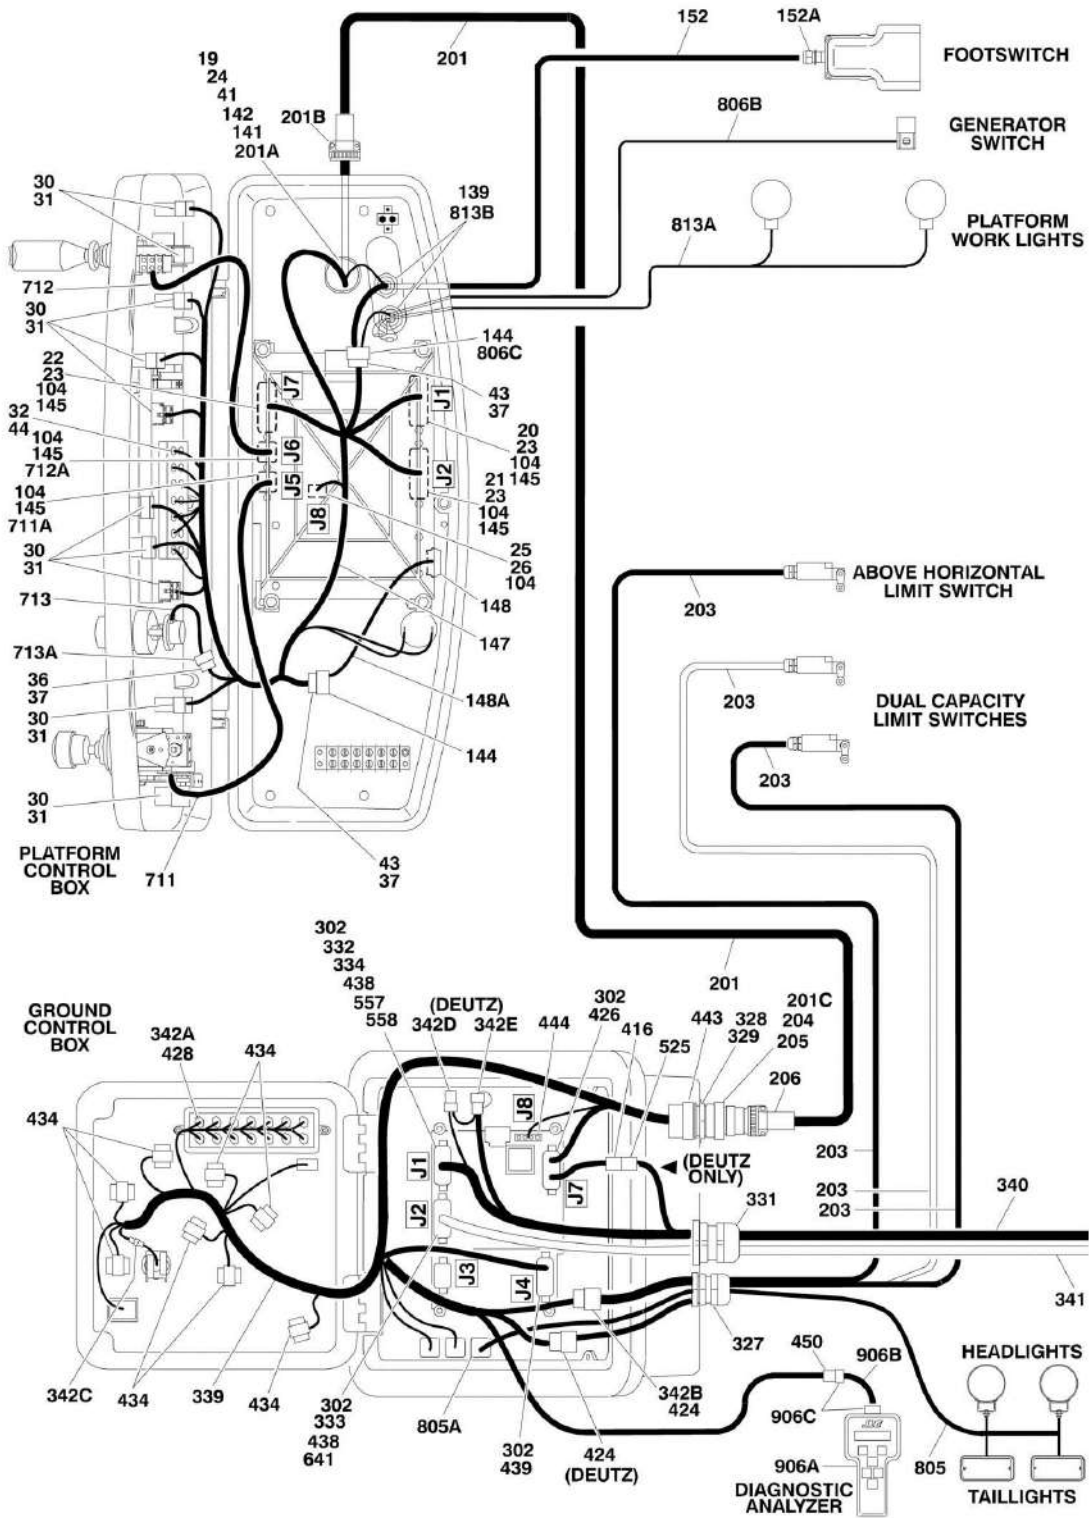 152
152A
201
FOOTSWITCH
19
24
41
142
141
201A
201B
806B
GENERATOR
SWITCH
30
31
139
813B
813A
PLATFORM
WORK LIGHTS
712
30
31
144
806C
22
23
104
145
J7
J1
43
37
32
44
104
145
712A
J6
J5
J2
J8
20
23
104
145
21
23
104
145
104
145
711A
30
31
25
26
104
148
713
147
ABOVE HORIZONTAL
LIMIT SWITCH
203
713A
36
37
148A
203
DUAL CAPACITY
LIMIT SWITCHES
30
31
144
203
30
31
PLATFORM
CONTROL
BOX
711
43
37
302
332
334
438
557
558
201
GROUND
CONTROL
BOX
(DEUTZ)
342D
342E
444
302
426
416
525
443
328
329
201C
204
205
206
342A
428
434
434
J8
J1
J7
(DEUTZ
ONLY)
203
J2
203
203
331
340
J3
J4
341
327
342C
434
339
434
302
333
438
641
805A
302
439
342B
424
424
(DEUTZ)
450
906B
906C
HEADLIGHTS
JLG
906A
DIAGNOSTIC
ANALYZER
805
TAILLIGHTS